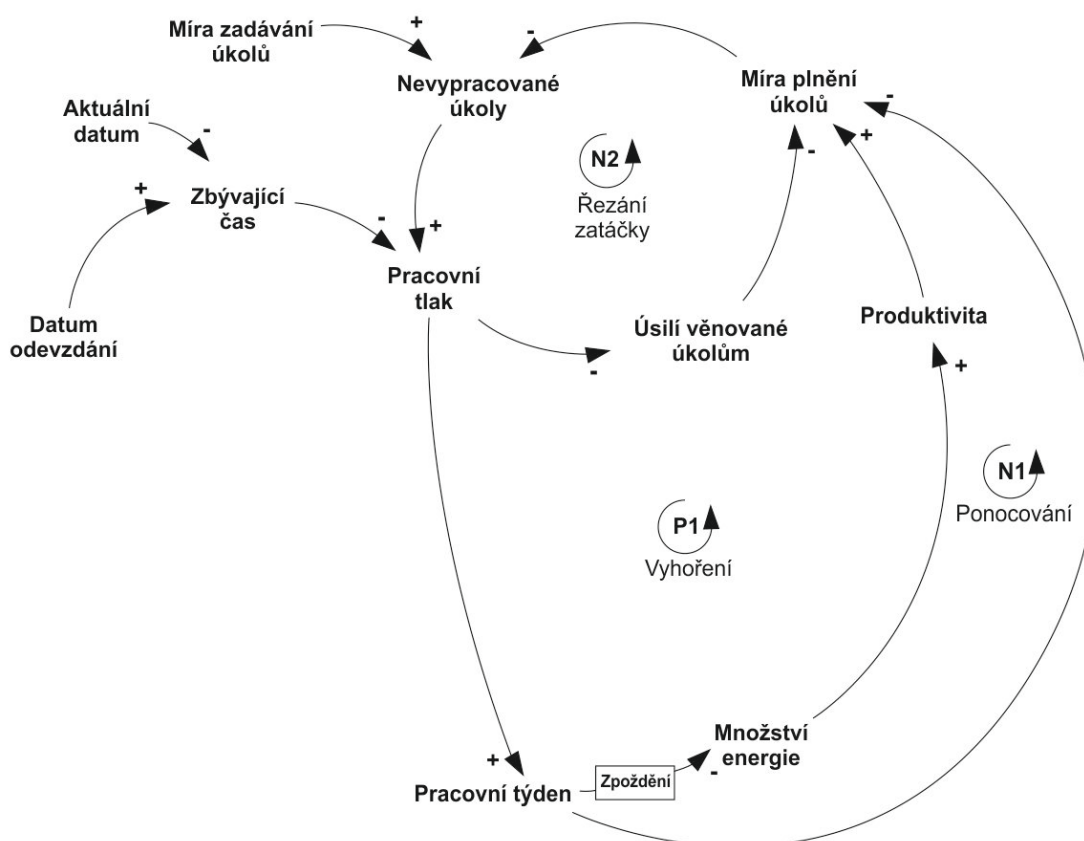 Míra zadávání
úkolů
+
-
-
Nevypracované
úkoly
Míra plnění
úkolů
-
+
-
Aktuální
datum
-
N2
Řezání
zatáčky
+
Zbývající
čas
-
+
Pracovní
tlak
Datum
odevzdání
Úsilí věnované
úkolům
-
Produktivita
+
N1
Ponocování
P1
Vyhoření
Množství
energie
+
Zpoždění
-
Pracovní týden